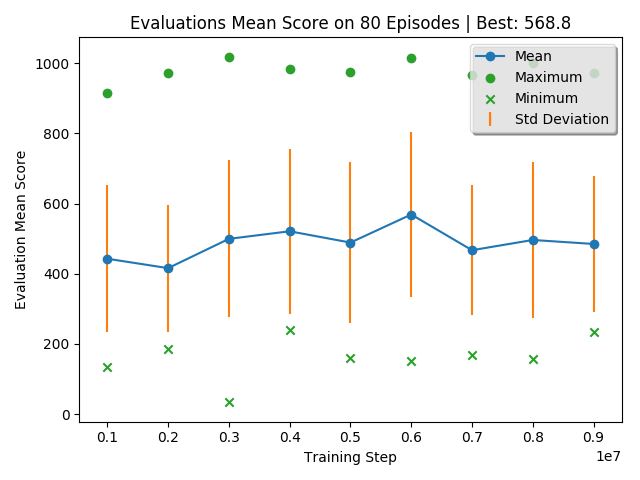 Evaluations Mean Score on 80 Episodes | Best: 568.8
Mean
Maximum
Minimum
Std Deviation
Evaluation Mean Score
1000
800
600
400
200
0
0.1 0.2 0.3 0.4 0.5 0.6 0.7 0.8 0.9
1e7
Training Step